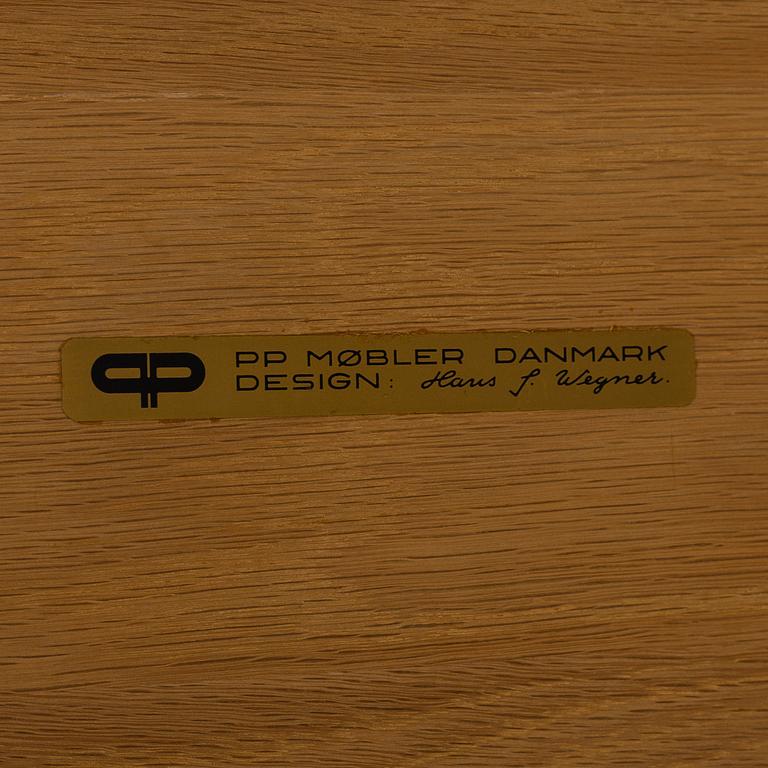 PP MØBLER DANMARK
DESIGN: Hans J. Wegner.